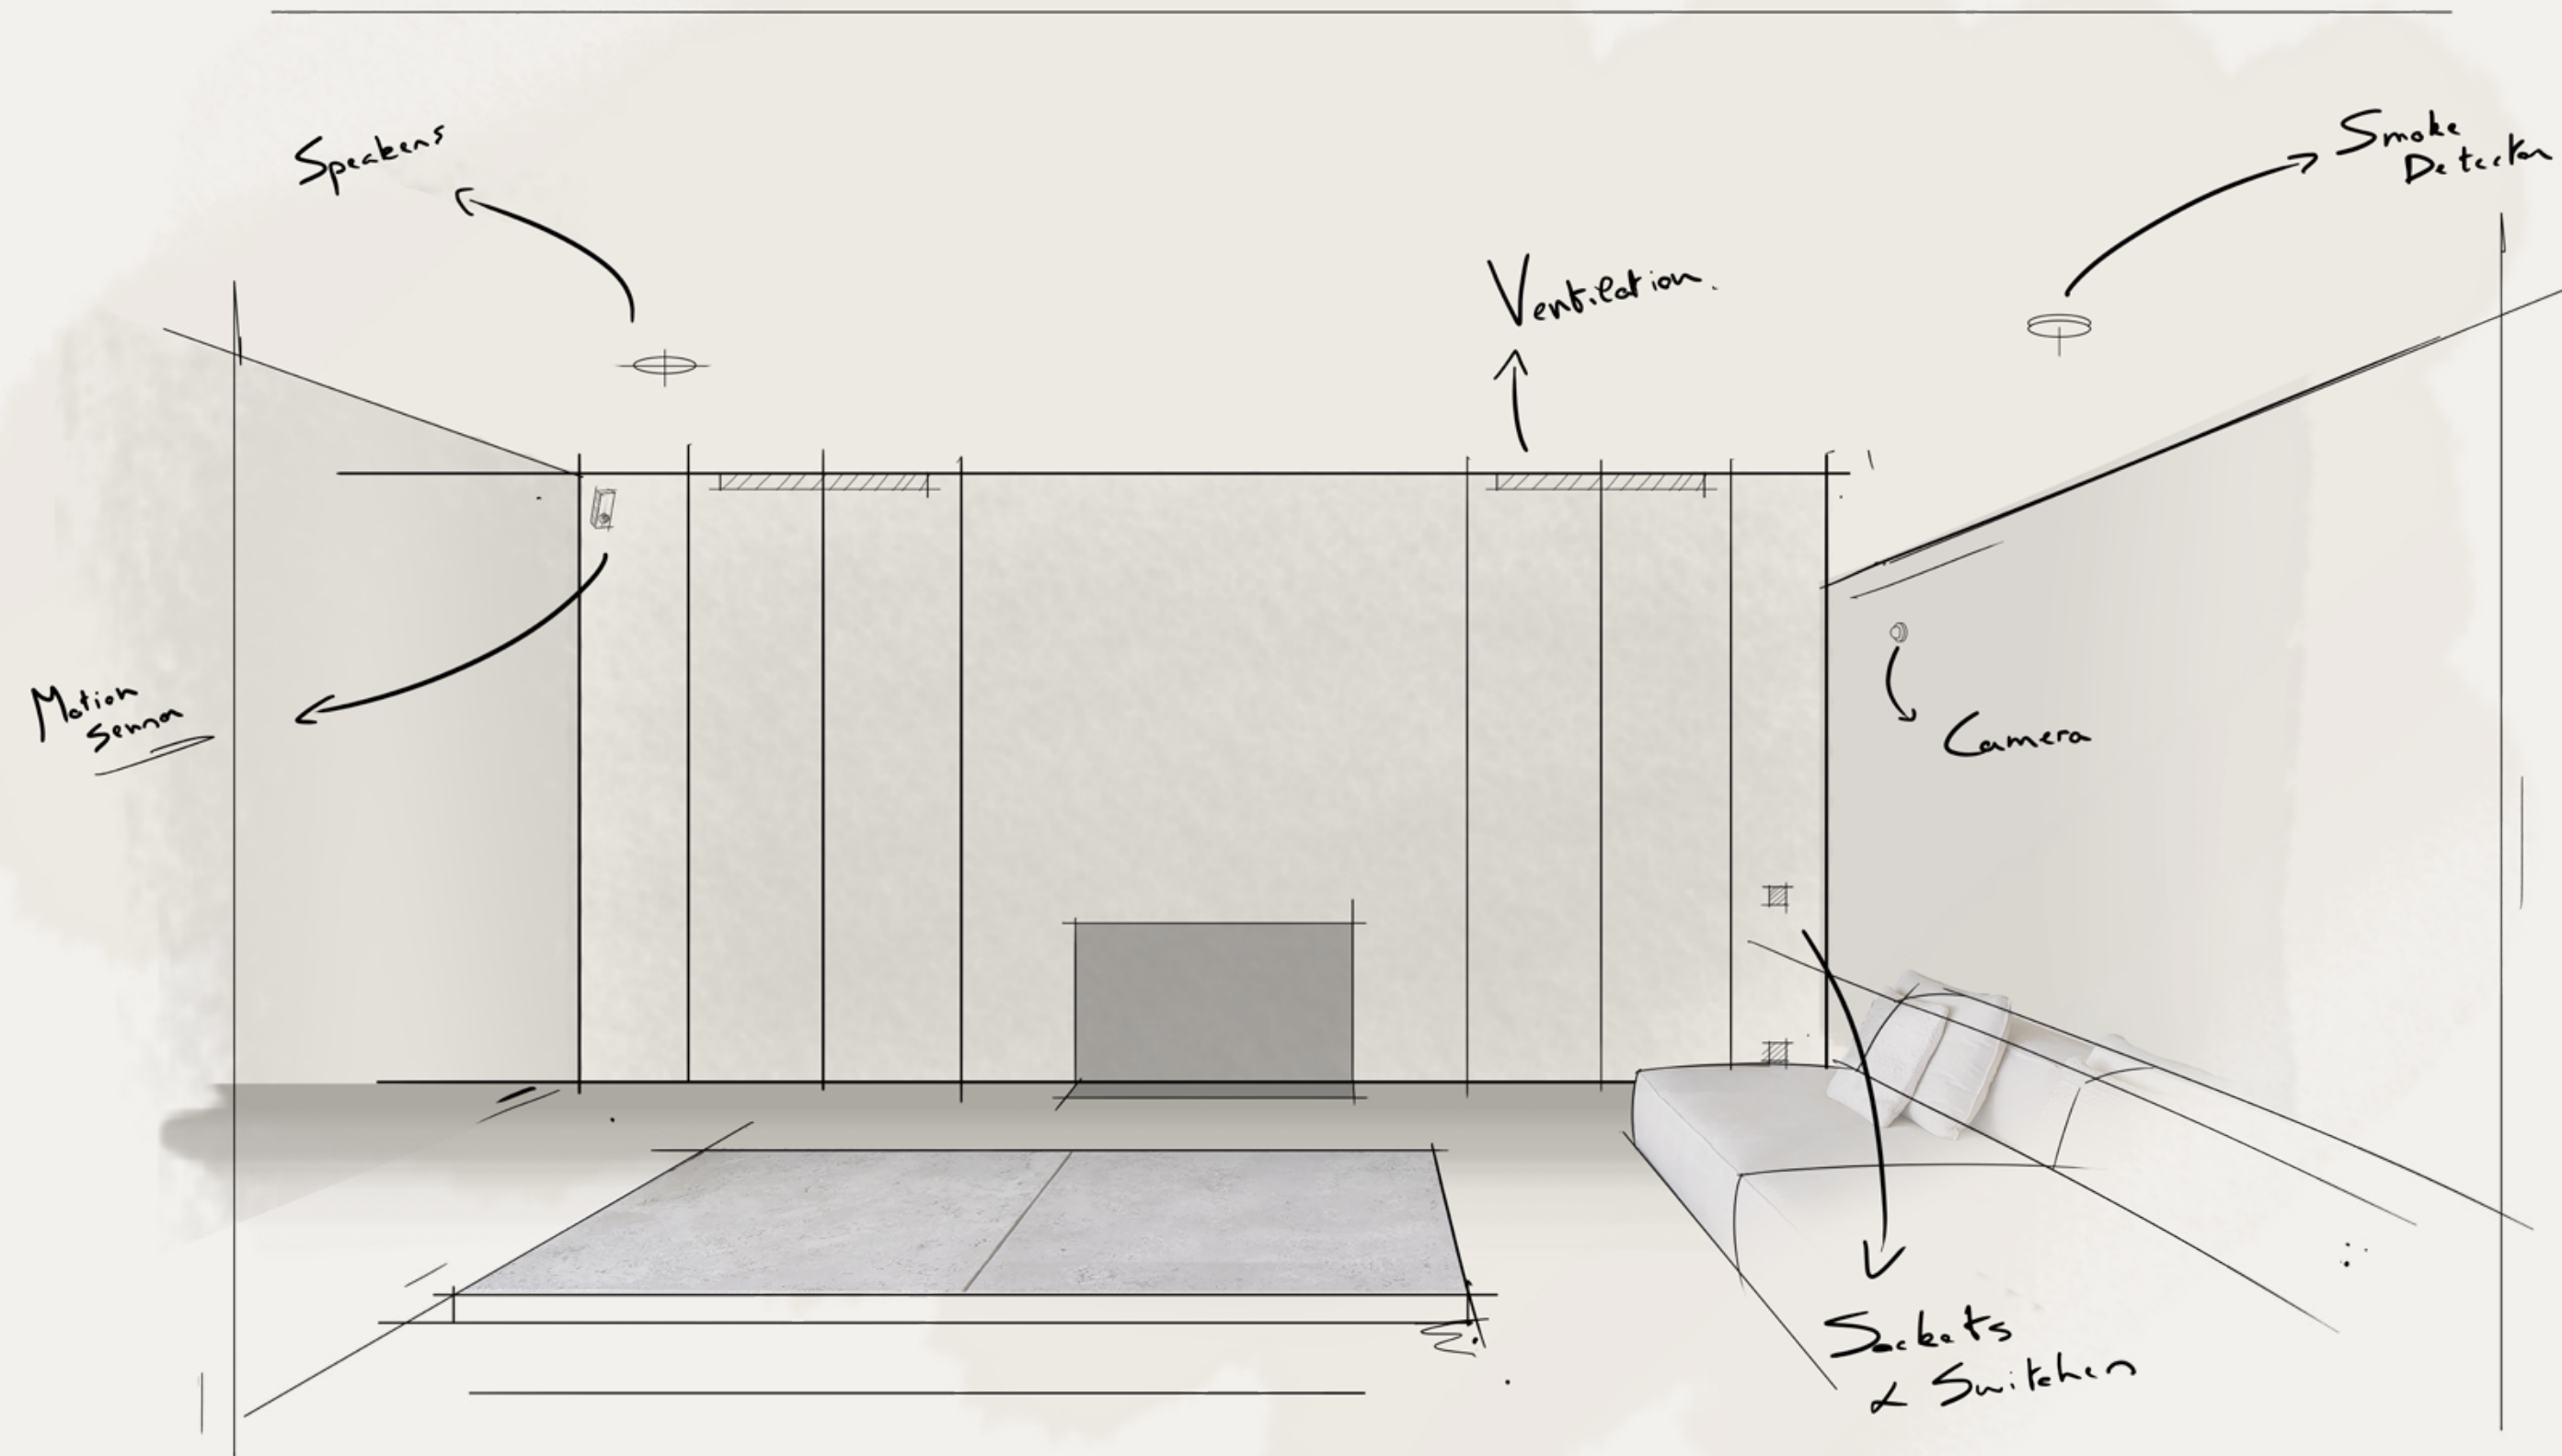 Speakers
Smoke
Detector
Ventilation.
Motion
Sensor
Camera
Sockets
& Switches